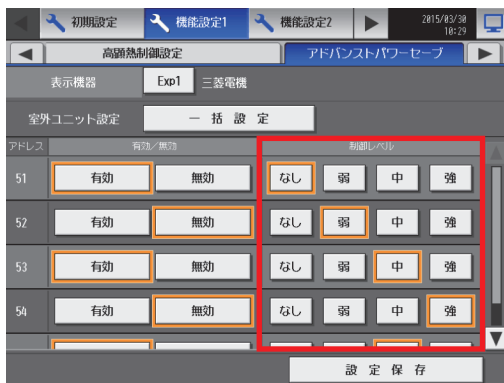 初期設定 機能設定1 機能設定2 2015/03/30
10:29
高顕熱制御設定 アドバンストパワーセーブ
表示機器 Exp1 三菱電機
室外ユニット設定 一括設定
アドレス 有効／無効 制御レベル
51 有効 無効 なし 弱 中 強
52 有効 無効 なし 弱 中 強
53 有効 無効 なし 弱 中 強
54 有効 無効 なし 弱 中 強
設定保存